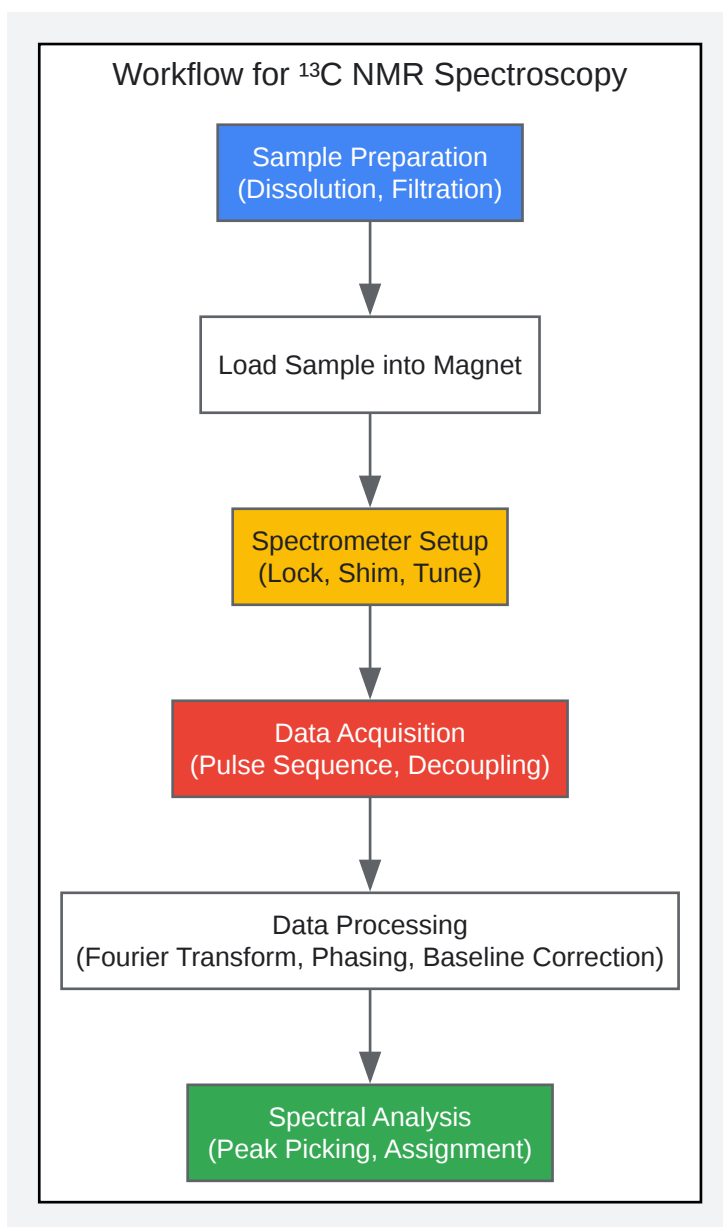 Workflow for ¹³C NMR Spectroscopy
Sample Preparation
(Dissolution, Filtration)
Load Sample into Magnet
Spectrometer Setup
(Lock, Shim, Tune)
Data Acquisition
(Pulse Sequence, Decoupling)
Data Processing
(Fourier Transform, Phasing, Baseline Correction)
Spectral Analysis
(Peak Picking, Assignment)